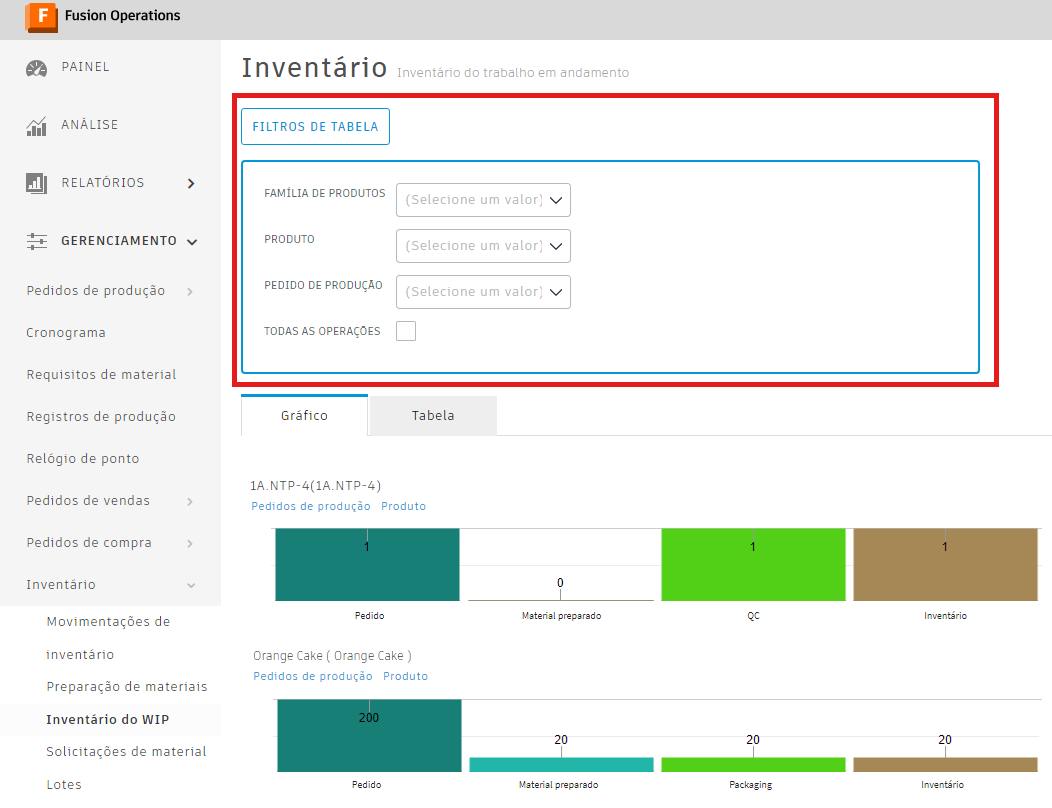 F Fusion Operations
PAINEL
ANÁLISE
RELATÓRIOS
GERENCIAMENTO
Pedidos de produção
Cronograma
Requisitos de material
Registros de produção
Relógio de ponto
Pedidos de vendas
Pedidos de compra
Inventário
Movimentações de
inventário
Preparação de materiais
Inventário do WIP
Solicitações de material
Lotes
Inventário Inventário do trabalho em andamento
FILTROS DE TABELA
FAMÍLIA DE PRODUTOS (Selecione um valor)
PRODUTO (Selecione um valor)
PEDIDO DE PRODUÇÃO (Selecione um valor)
TODAS AS OPERAÇÕES
Gráfico Tabela
1A.NTP-4(1A.NTP-4)
Pedidos de produção Produto
1 0 1 1
Pedido Material preparado QC Inventário
Orange Cake ( Orange Cake )
Pedidos de produção Produto
200 20 20 20
Pedido Material preparado Packaging Inventário